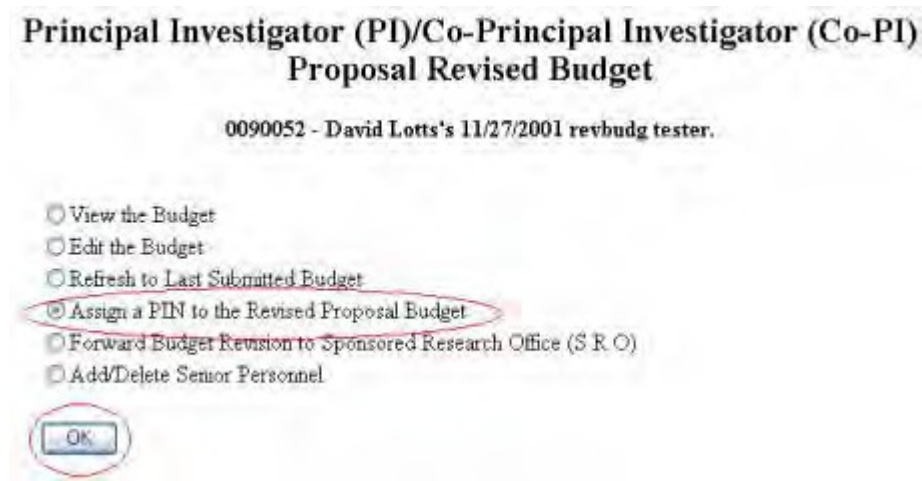 Principal Investigator (PI)/Co-Principal Investigator (Co-PI)
Proposal Revised Budget
0090052 - David Lotts's 11/27/2001 revbudg tester.
View the Budget
Edit the Budget
Refresh to Last Submitted Budget
Assign a PIN to the Revised Proposal Budget
Forward Budget Revision to Sponsored Research Office (S R O)
Add/Delete Senior Personnel
OK